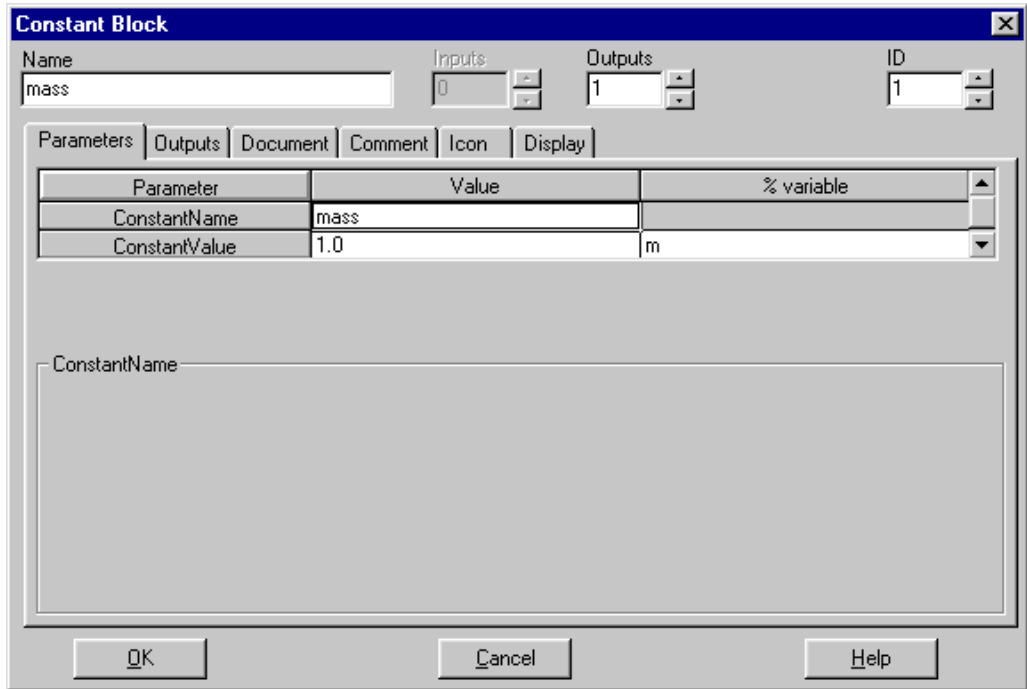 Constant Block
Name Inputs Outputs ID
mass 0 1 1
Parameters Outputs Document Comment Icon Display
Parameter Value % variable
ConstantName mass
ConstantValue 1.0 m
ConstantName
OK Cancel Help